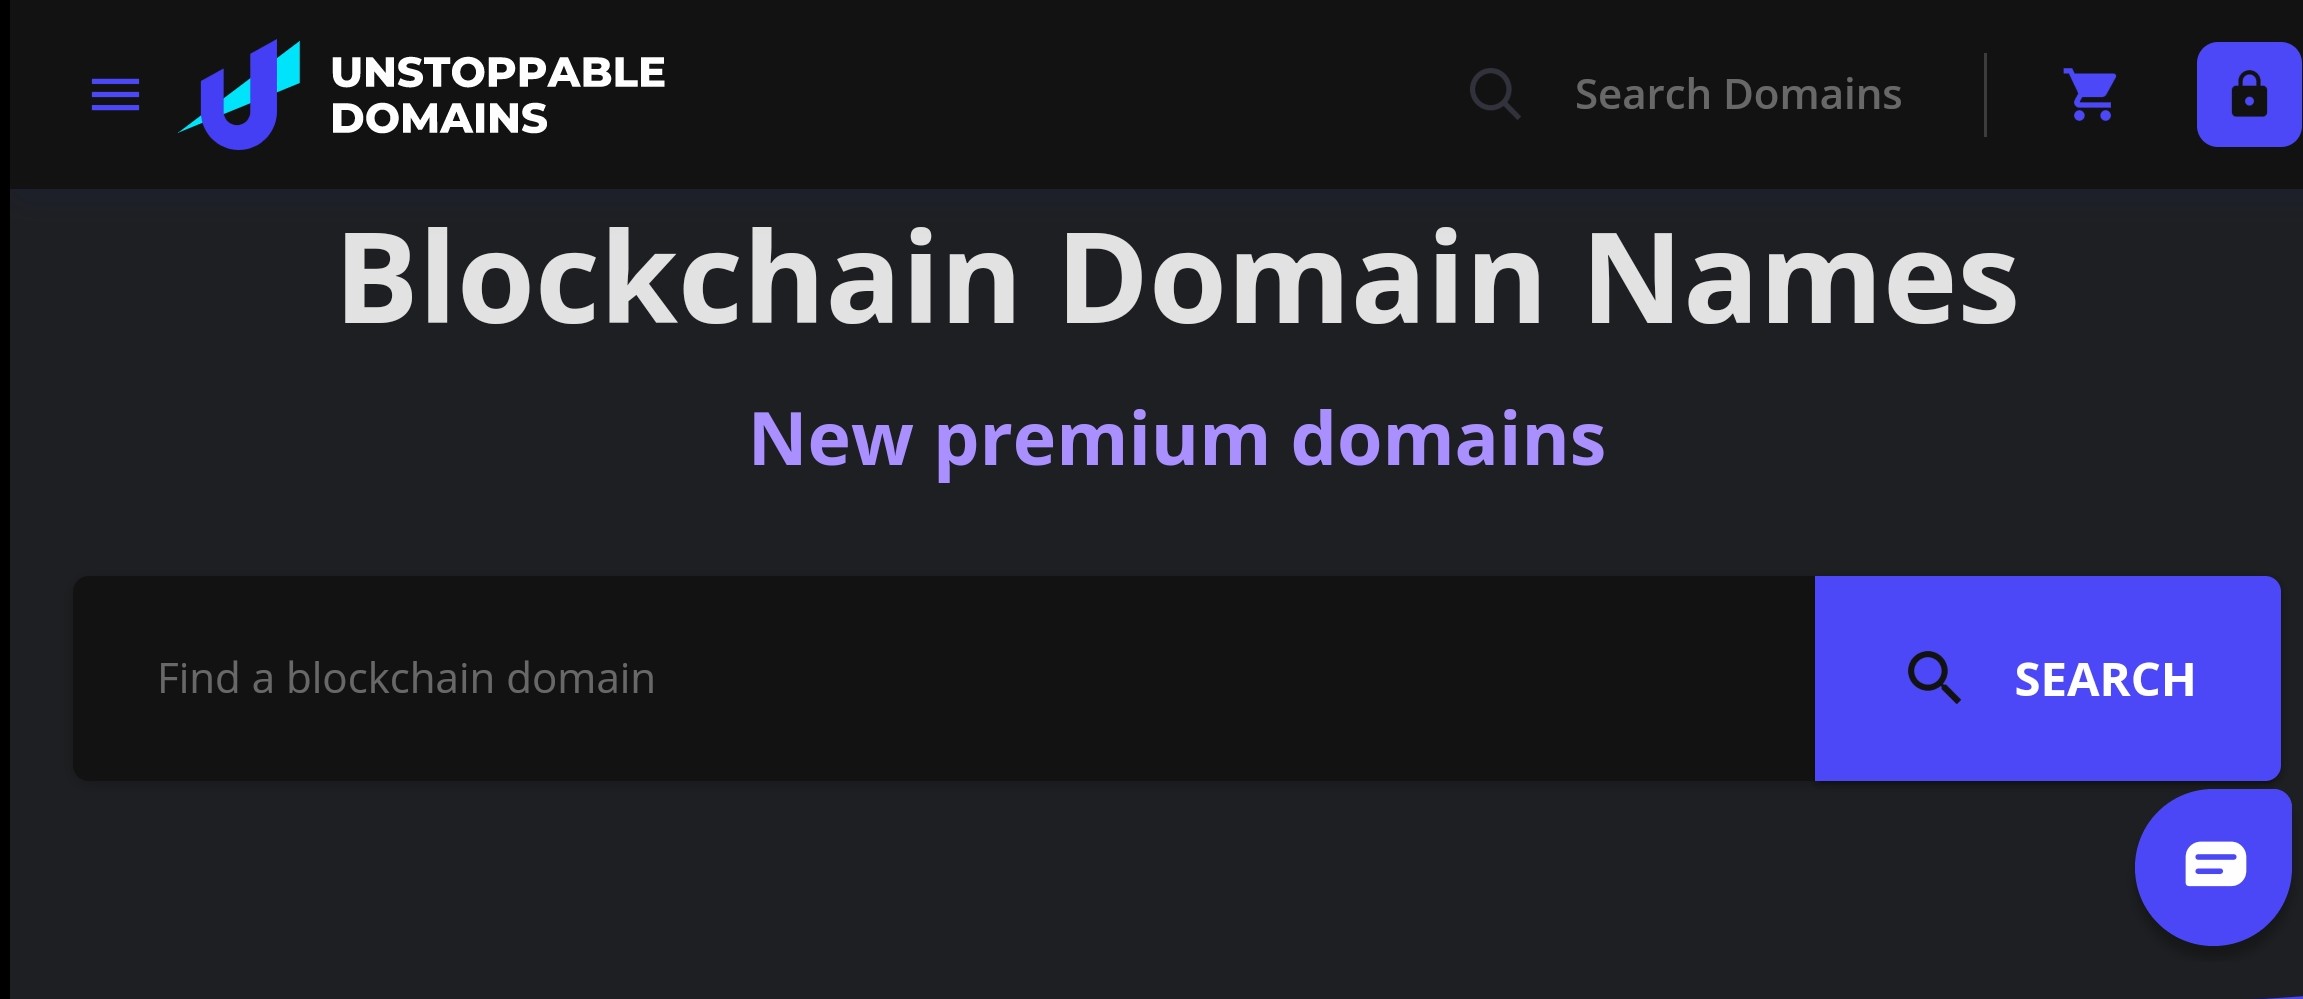 UNSTOPPABLE
DOMAINS
Search Domains
Blockchain Domain Names
New premium domains
Find a blockchain domain
SEARCH